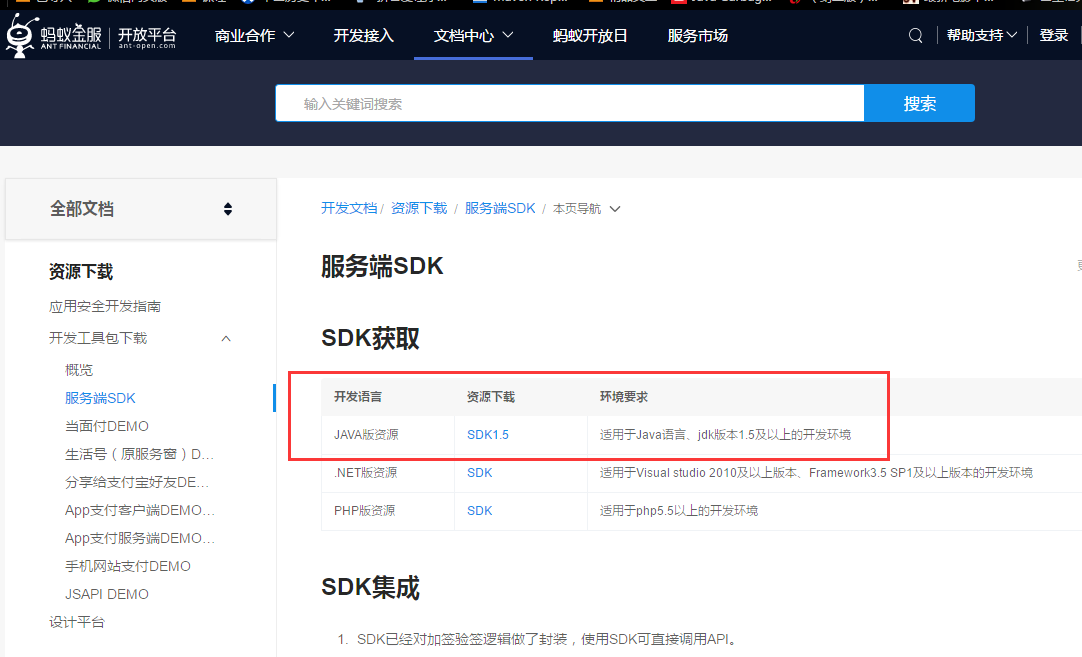 蚂蚁金服 开放平台
ANT FINANCIAL ant-open.com
商业合作 开发接入 文档中心 蚂蚁开放日 服务市场 帮助支持 登录
输入关键词搜索 搜索
全部文档
开发文档 / 资源下载 / 服务端SDK / 本页导航
资源下载
服务端SDK
应用安全开发指南
开发工具包下载
SDK获取
概览
服务端SDK
当面付DEMO
生活号（原服务窗）D...
分享给支付宝好友DE...
App支付客户端DEMO...
App支付服务端DEMO...
手机网站支付DEMO
JSAPI DEMO
设计平台
开发语言 资源下载 环境要求
JAVA版资源 SDK1.5 适用于Java语言、jdk版本1.5及以上的开发环境
.NET版资源 SDK 适用于Visual studio 2010及以上版本、Framework3.5 SP1及以上版本的开发环境
PHP版资源 SDK 适用于php5.5以上的开发环境
SDK集成
1. SDK已经对加签验签逻辑做了封装，使用SDK可直接调用API。